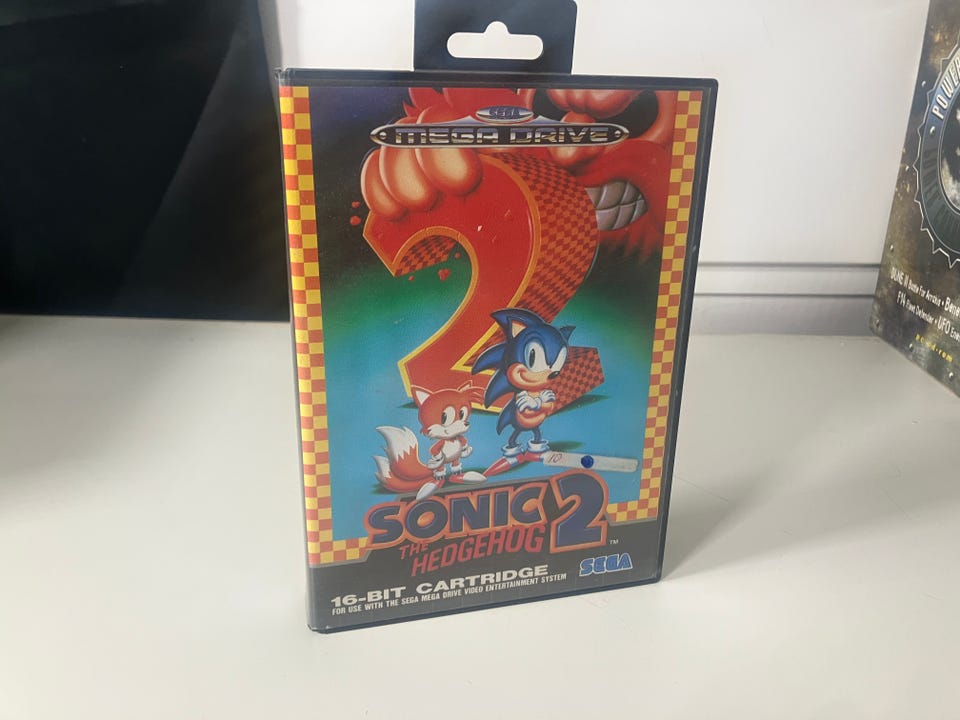 SEGA
MEGA DRIVE
2
10
SONIC 2
THE
HEDGEHOG
TM
SEGA
16-BIT CARTRIDGE
FOR USE WITH THE SEGA MEGA DRIVE VIDEO ENTERTAINMENT SYSTEM
POWER